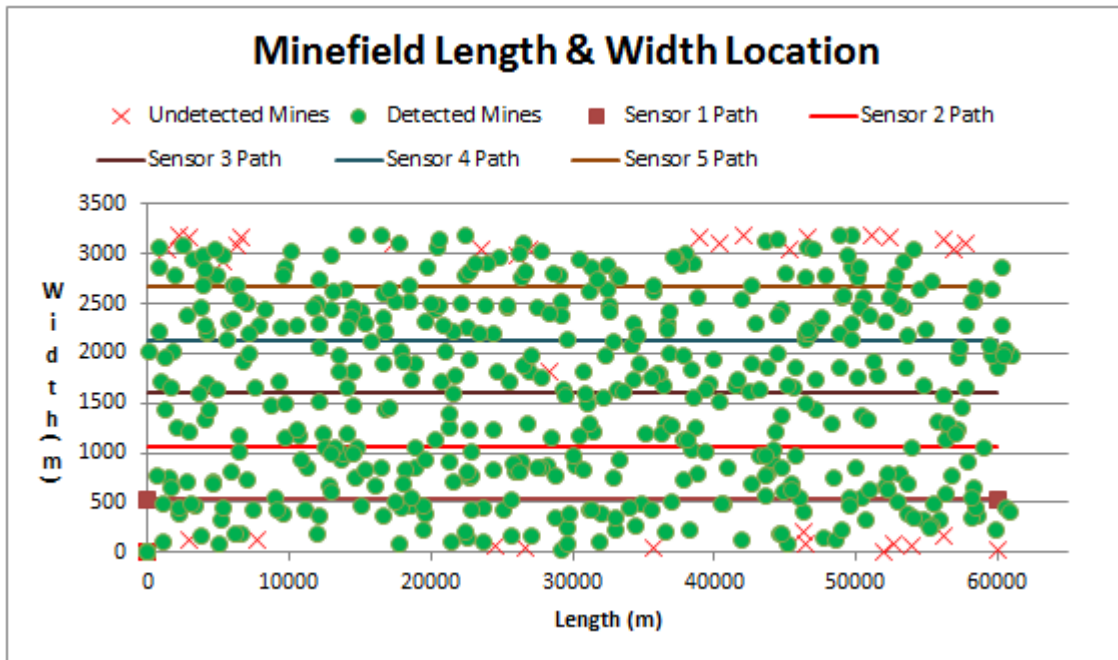 Minefield Length & Width Location
Undetected Mines Detected Mines Sensor 1 Path Sensor 2 Path
Sensor 3 Path Sensor 4 Path Sensor 5 Path
3500
3000
2500
2000
1500
1000
500
0
Width(m)
0 10000 20000 30000 40000 50000 60000
Length (m)